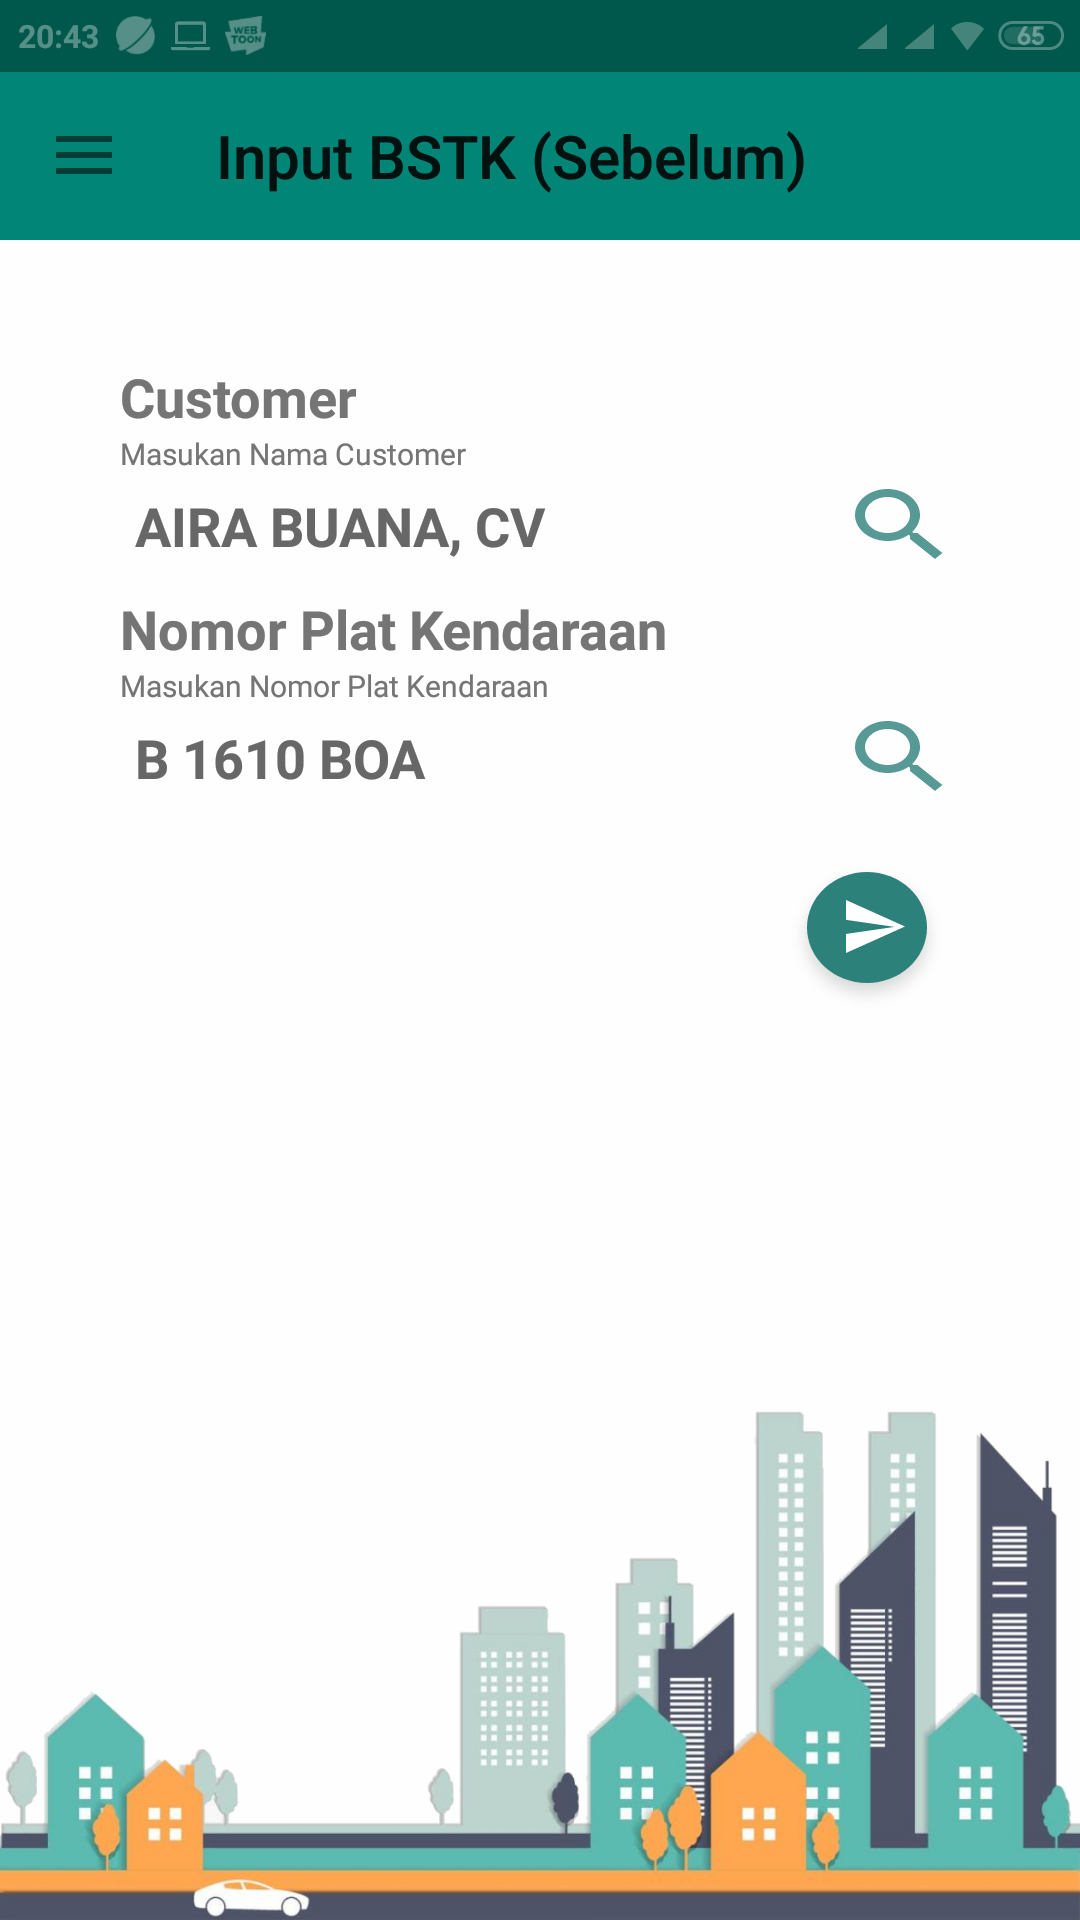 20:43
WEB
TOON
65
Input BSTK (Sebelum)
Customer
Masukan Nama Customer
AIRA BUANA, CV
Nomor Plat Kendaraan
Masukan Nomor Plat Kendaraan
B 1610 BOA